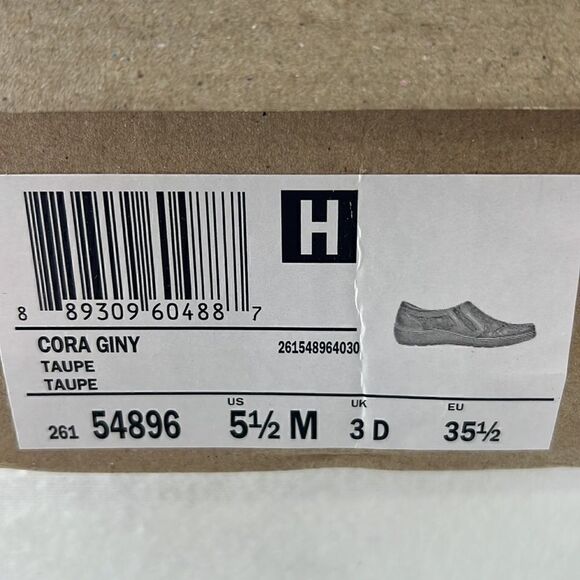 H
8 89309 60488 7
CORA GINY 261548964030
TAUPE
TAUPE
US UK EU
261 54896 5½ M 3 D 35½